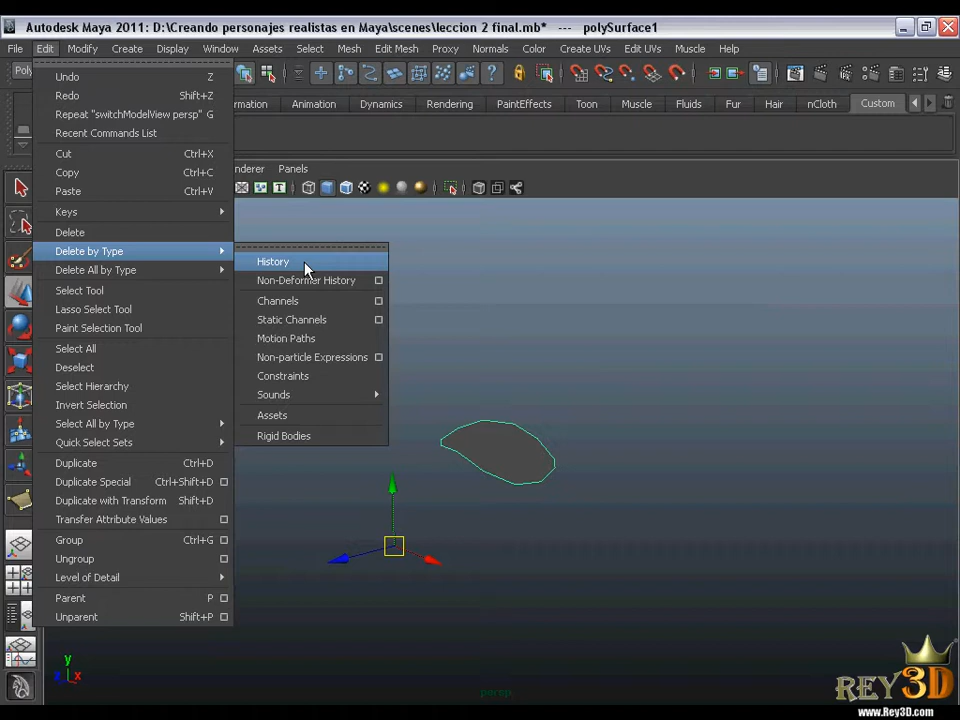 Autodesk Maya 2011: D:\Creando personajes realistas en Maya\scenes\leccion 2 final.mb* --- polySurface1
File Edit Modify Create Display Window Assets Select Mesh Edit Mesh Proxy Normals Color Create UVs Edit UVs Muscle Help
Poly
mation Animation Dynamics Rendering PaintEffects Toon Muscle Fluids Fur Hair nCloth Custom
nderer Panels
Undo Z
Redo Shift+Z
Repeat "switchModelView persp" G
Recent Commands List
Cut Ctrl+X
Copy Ctrl+C
Paste Ctrl+V
Keys
Delete
Delete by Type
Delete All by Type
Select Tool
Lasso Select Tool
Paint Selection Tool
Select All
Deselect
Select Hierarchy
Invert Selection
Select All by Type
Quick Select Sets
Duplicate Ctrl+D
Duplicate Special Ctrl+Shift+D
Duplicate with Transform Shift+D
Transfer Attribute Values
Group Ctrl+G
Ungroup
Level of Detail
Parent P
Unparent Shift+P
History
Non-Deformer History
Channels
Static Channels
Motion Paths
Non-particle Expressions
Constraints
Sounds
Assets
Rigid Bodies
y
x
persp
REY3D
www.Rey3D.com